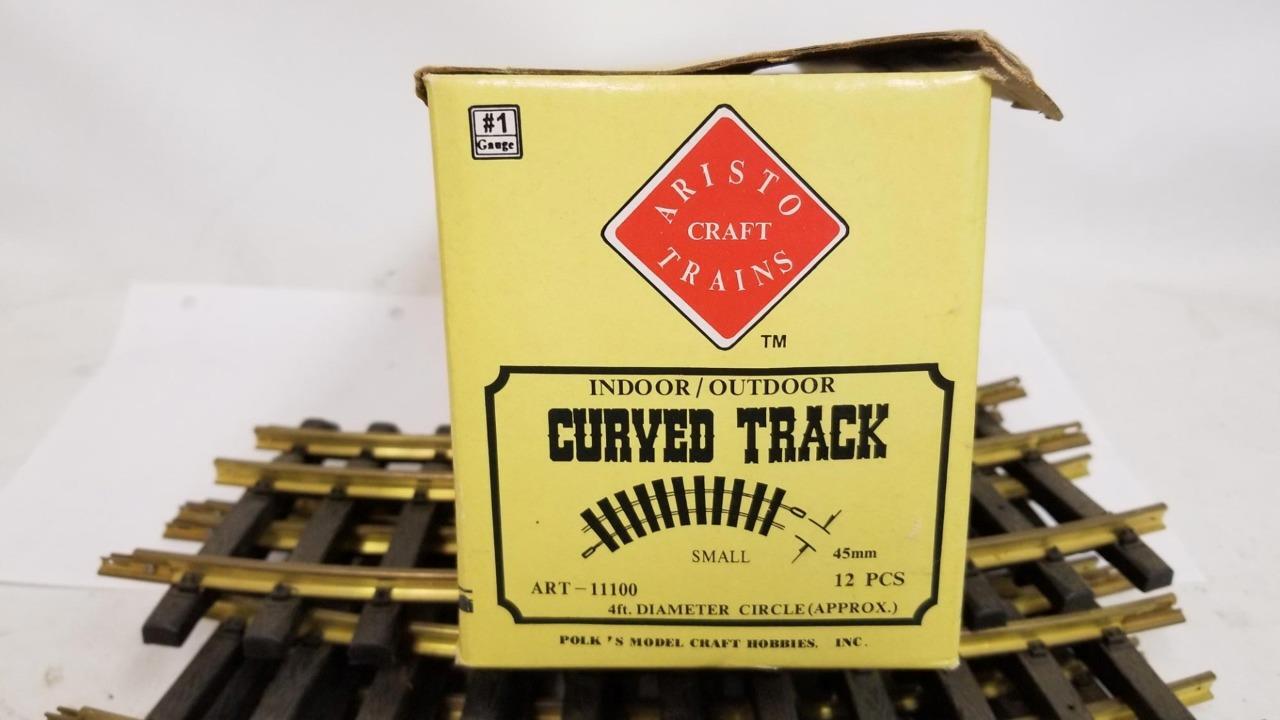 #1
Gauge
ARISTO
CRAFT
TRAINS
TM
INDOOR / OUTDOOR
CURVED TRACK
SMALL
45mm
12 PCS
ART-11100
4ft. DIAMETER CIRCLE (APPROX.)
POLK'S MODEL CRAFT HOBBIES, INC.